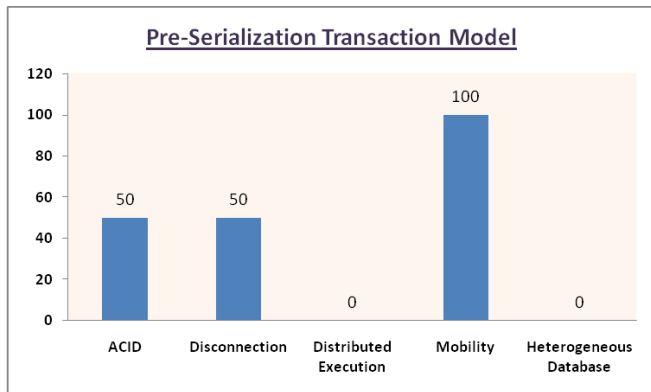 Pre-Serialization Transaction Model
120
100
80
60
40
20
0
50
50
0
100
0
ACID
Disconnection
Distributed
Execution
Mobility
Heterogeneous
Database